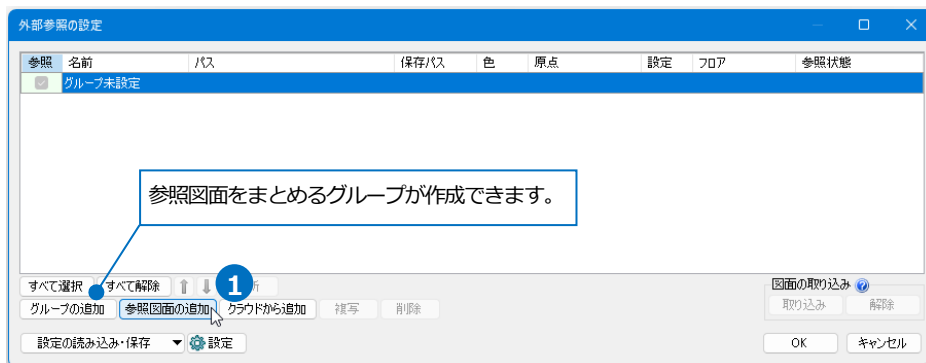 外部参照の設定
参照 名前 パス 保存パス 色 原点 設定 フロア 参照状態
グループ未設定
参照図面をまとめるグループが作成できます。
すべて選択 すべて解除 1
図面の取り込み
グループの追加 参照図面の追加 クラウドから追加 複写 削除
取り込み 解除
設定の読み込み・保存 設定
OK キャンセル